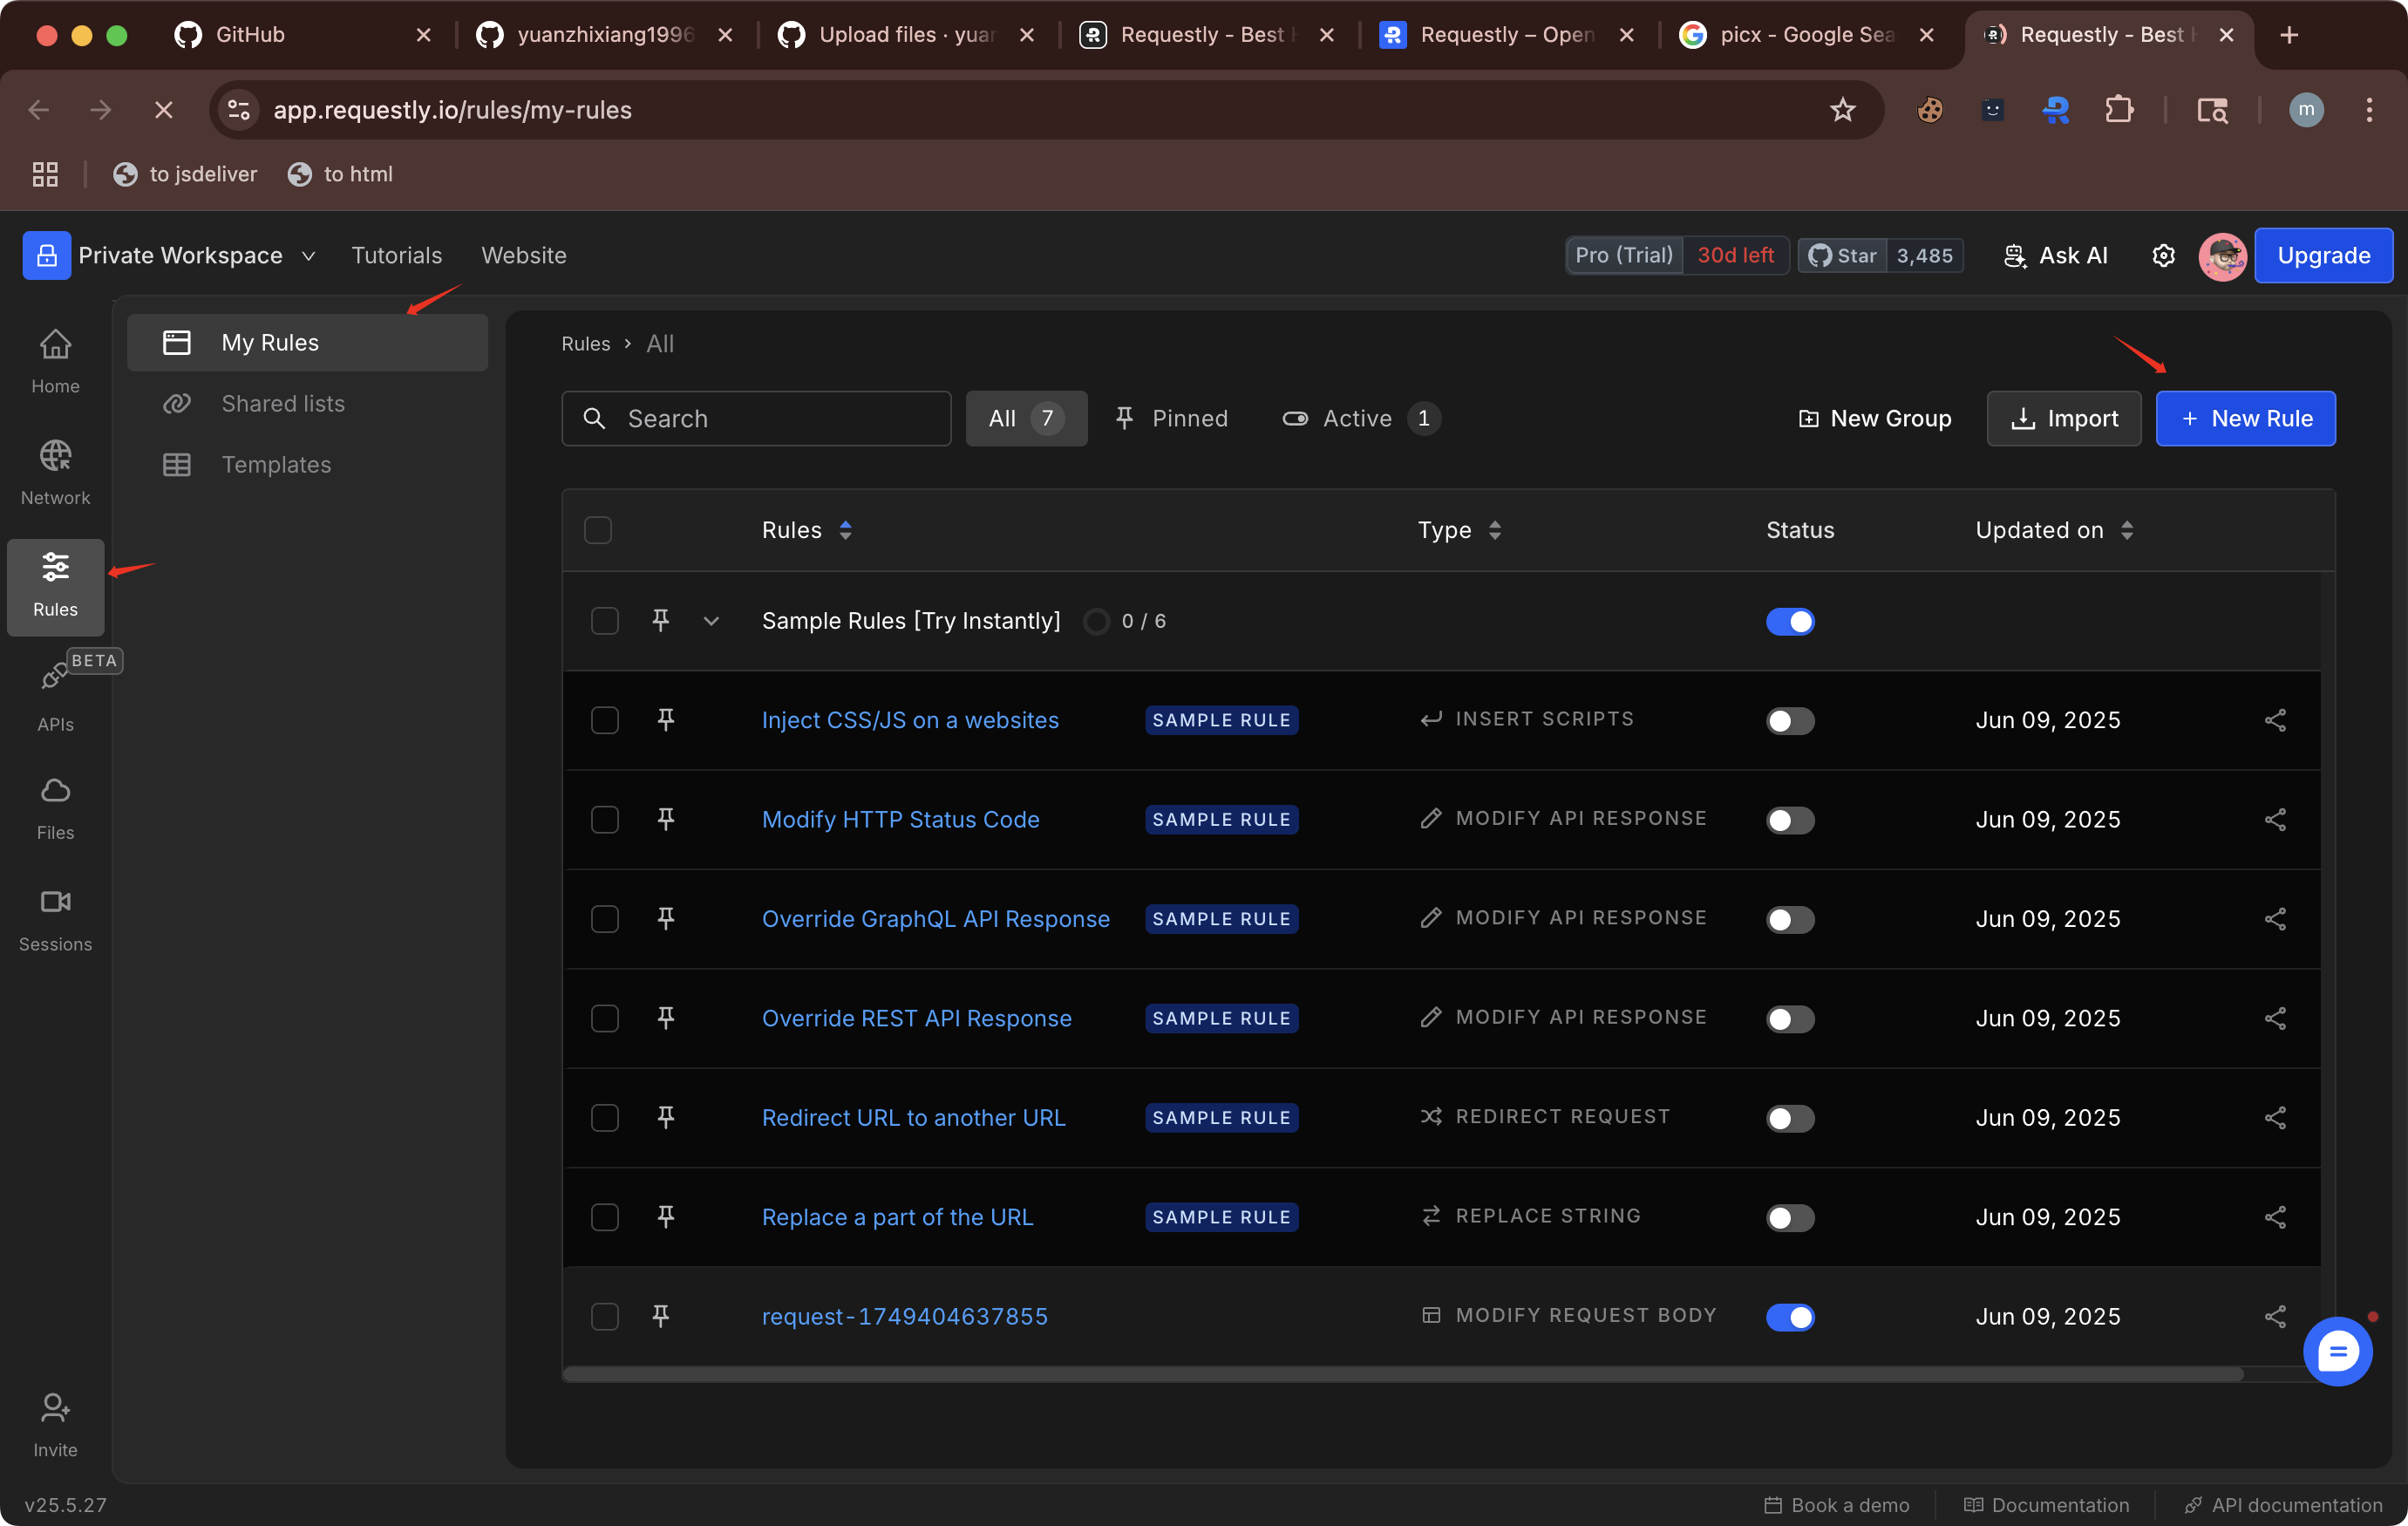 GitHub
yuanzhixiang1996
Upload files · yuan
Requestly - Best H
Requestly – Open
picx - Google Sea
Requestly - Best H
app.requestly.io/rules/my-rules
m
to jsdeliver
to html
Private Workspace
Tutorials
Website
Pro (Trial) 30d left
Star 3,485
Ask AI
Upgrade
Home
Network
Rules
BETA
APIs
Files
Sessions
Invite
My Rules
Shared lists
Templates
Rules > All
Search
All 7
Pinned
Active 1
New Group
Import
+ New Rule
Rules Type Status Updated on
Sample Rules [Try Instantly] 0 / 6
Inject CSS/JS on a websites SAMPLE RULE INSERT SCRIPTS Jun 09, 2025
Modify HTTP Status Code SAMPLE RULE MODIFY API RESPONSE Jun 09, 2025
Override GraphQL API Response SAMPLE RULE MODIFY API RESPONSE Jun 09, 2025
Override REST API Response SAMPLE RULE MODIFY API RESPONSE Jun 09, 2025
Redirect URL to another URL SAMPLE RULE REDIRECT REQUEST Jun 09, 2025
Replace a part of the URL SAMPLE RULE REPLACE STRING Jun 09, 2025
request-1749404637855 MODIFY REQUEST BODY Jun 09, 2025
v25.5.27
Book a demo
Documentation
API documentation